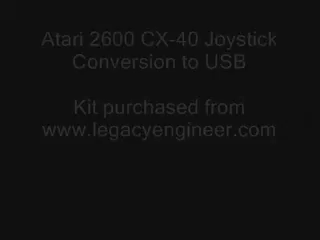 Atari 2600 CX-40 Joystick
Conversion to USB
Kit purchased from
www.legacyengineer.com